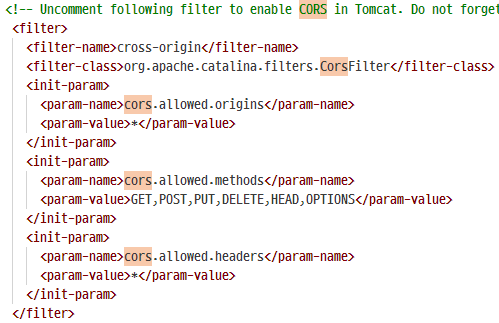 <!-- Uncomment following filter to enable CORS in Tomcat. Do not forget
<filter>
<filter-name>cross-origin</filter-name>
<filter-class>org.apache.catalina.filters.CorsFilter</filter-class>
<init-param>
<param-name>cors.allowed.origins</param-name>
<param-value>*</param-value>
</init-param>
<init-param>
<param-name>cors.allowed.methods</param-name>
<param-value>GET,POST,PUT,DELETE,HEAD,OPTIONS</param-value>
</init-param>
<init-param>
<param-name>cors.allowed.headers</param-name>
<param-value>*</param-value>
</init-param>
</filter>